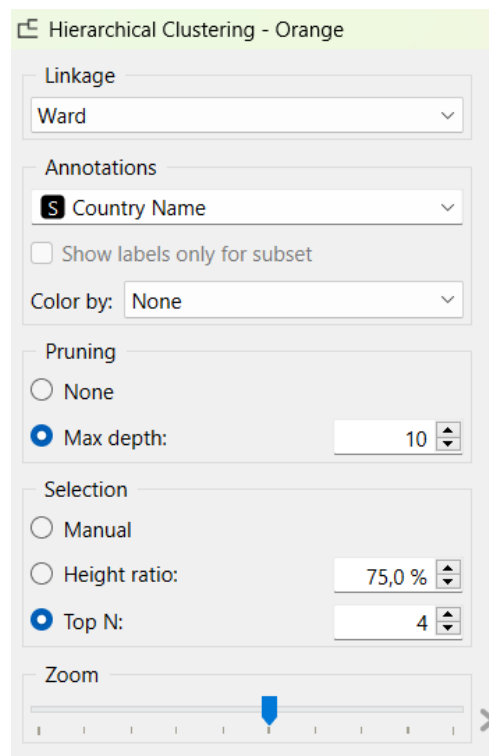 Hierarchical Clustering - Orange
Linkage
Ward
Annotations
S Country Name
Show labels only for subset
Color by: None
Pruning
None
Max depth: 10
Selection
Manual
Height ratio: 75,0 %
Top N: 4
Zoom